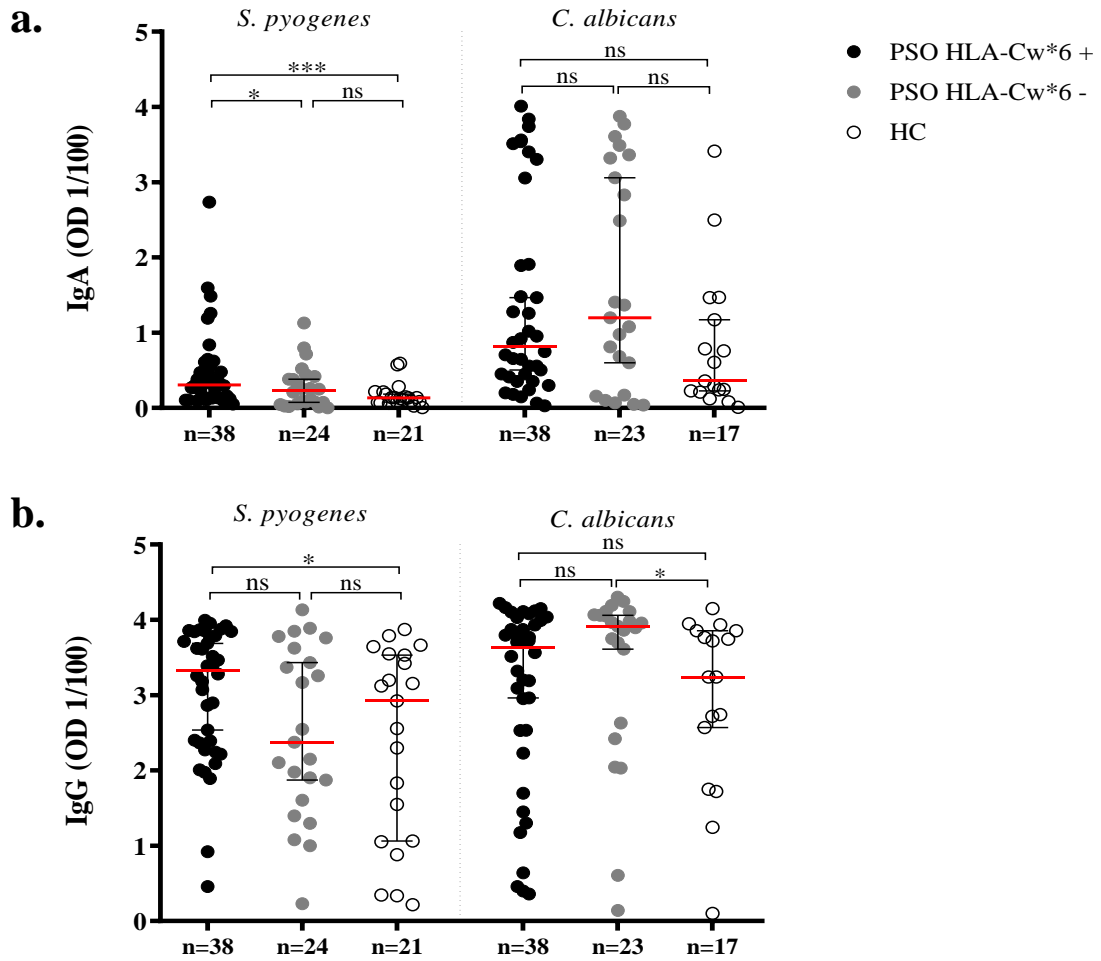 a.
S. pyogenes
C. albicans
PSO HLA-Cw*6 +
PSO HLA-Cw*6 -
HC
***
*
ns
ns
ns
ns
IgA (OD 1/100)
5
4
3
2
1
0
n=38
n=24
n=21
n=38
n=23
n=17
b.
S. pyogenes
C. albicans
*
ns
ns
ns
ns
*
IgG (OD 1/100)
5
4
3
2
1
0
n=38
n=24
n=21
n=38
n=23
n=17